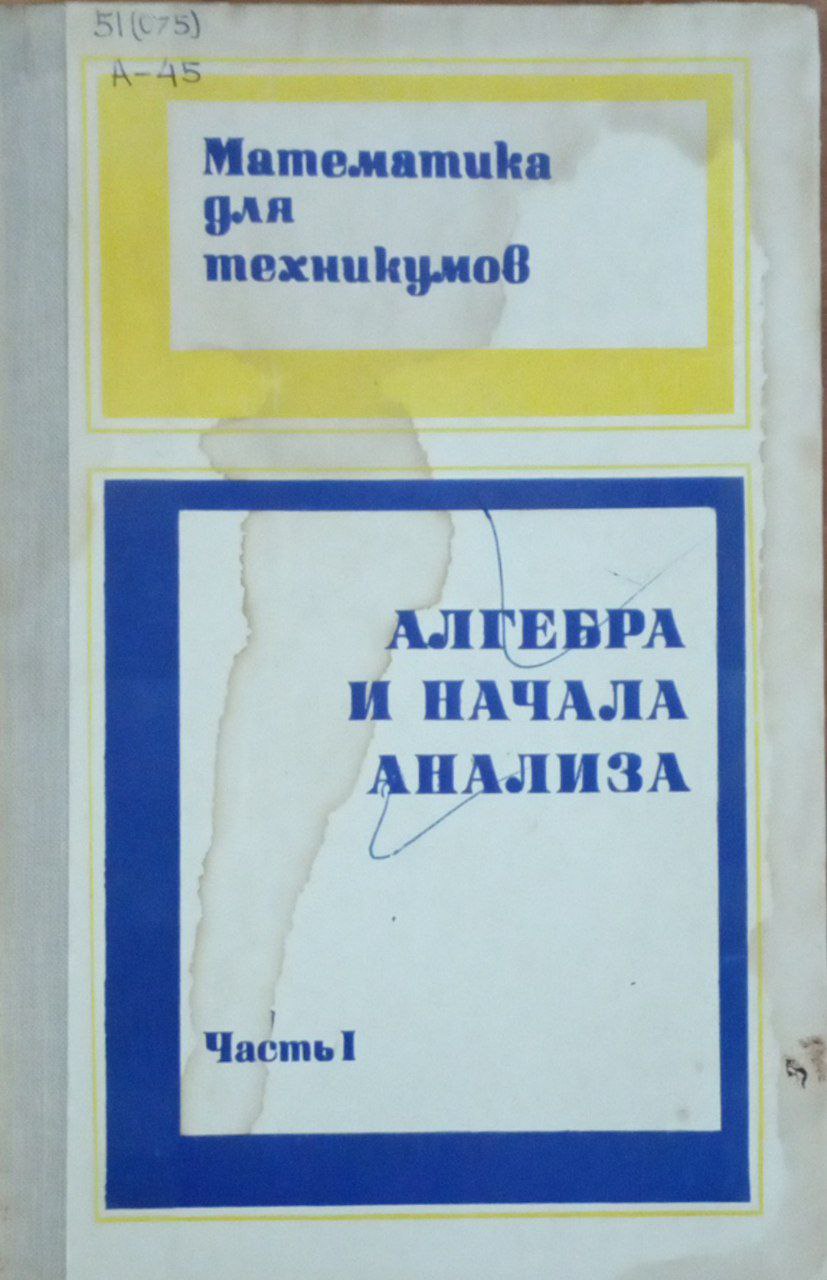 51(075)
А-45
Математика
для
техникумов
АЛГЕБРА
И НАЧАЛА
АНАЛИЗА
Часть I